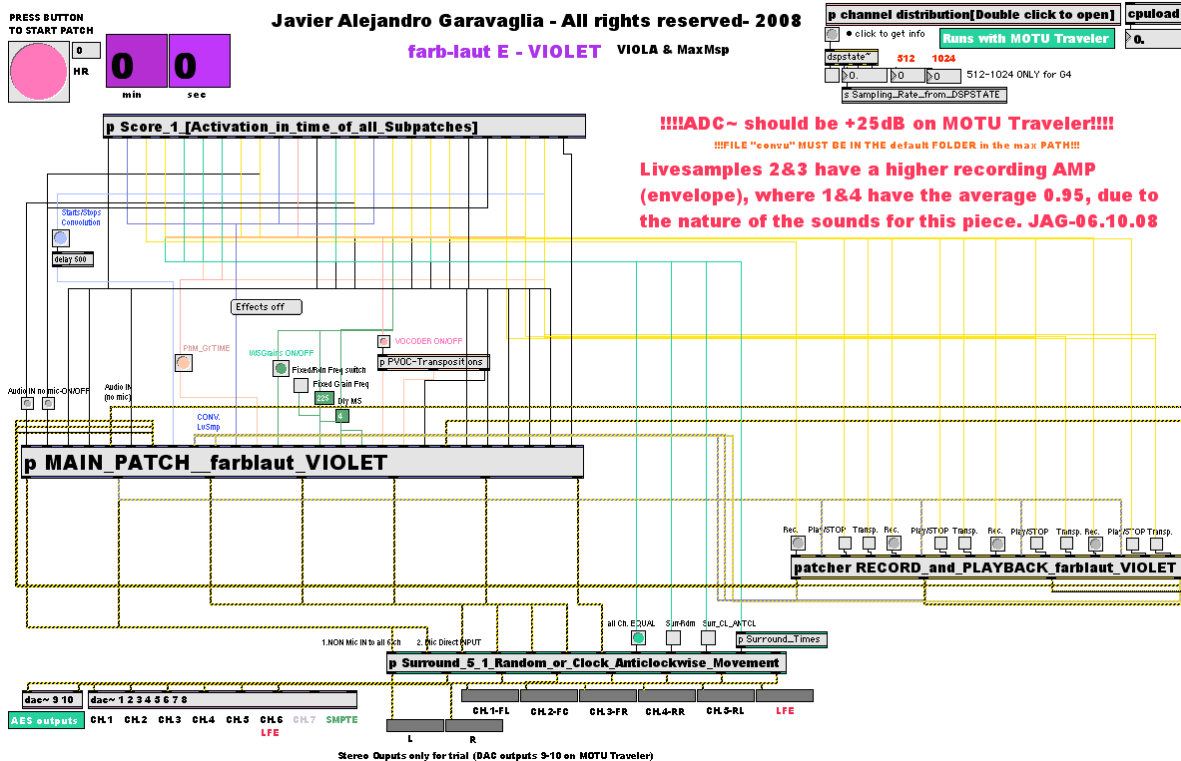 PRESS BUTTON
TO START PATCH
0
HR
0 0
min sec
Javier Alejandro Garavaglia - All rights reserved- 2008
farb-laut E - VIOLET VIOLA & MaxMsp
p channel distribution[Double click to open]
cpuload
0.
• click to get info
Runs with MOTU Traveler
dspstate~
512 1024
0. 0 0
512-1024 ONLY for G4
s Sampling_Rate_from_DSPSTATE
p Score_1_[Activation_in_time_of_all_Subpatches]
!!!!ADC~ should be +25dB on MOTU Traveler!!!!
!!!FILE "convu" MUST BE IN THE default FOLDER in the max PATH!!!
Livesamples 2&3 have a higher recording AMP
(envelope), where 1&4 have the average 0.95, due to
the nature of the sounds for this piece. JAG-06.10.08
Starts/Stops
Convolution
delay 500
Effects off
PhM_GrTIME
WSGrains ON/OFF
VOCODER ON/OFF
p PVOC-Transpositions
Fixed/Rdn Freq switch
Fixed Grain Freq
225
Dly MS
4
Audio IN no mic-ON/OFF
Audio IN
(no mic)
CONV.
LvSmp
p MAIN_PATCH__farblaut_VIOLET
Rec. Play/STOP Transp. Rec. Play/STOP Transp. Rec. Play/STOP Transp. Rec. Play/STOP Transp.
patcher RECORD_and_PLAYBACK_farblaut_VIOLET
all Ch. EQUAL Surr-Rdm Surr_CL_ANTCL
p Surround_Times
1.NON Mic IN to all 6 ch 2. Mic Direct INPUT
p Surround_5_1_Random_or_Clock_Anticlockwise_Movement
dac~ 9 10
dac~ 1 2 3 4 5 6 7 8
AES outputs
CH.1 CH.2 CH.3 CH.4 CH.5 CH.6 CH.7 SMPTE
LFE
CH.1-FL CH.2-FC CH.3-FR CH.4-RR CH.5-RL LFE
L R
Stereo Ouputs only for trial (DAC outputs 9-10 on MOTU Traveler)